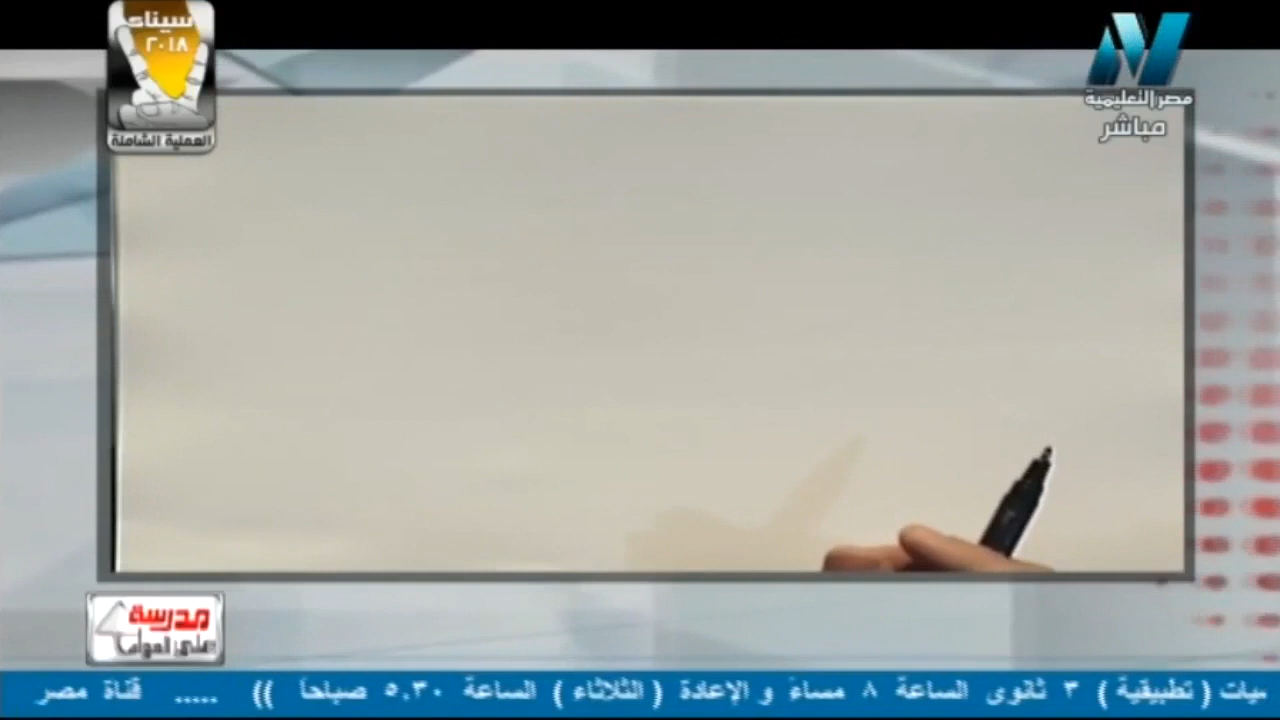 سيناء
٢٠١٨
العملية الشاملة
مصر التعليمية
مباشر
مدرسة
على الهواء
(تطبيقية) ٣ ثانوى الساعة ٨ مساءً و الإعادة (الثلاثاء) الساعة ٥.٣٠ صباحاً )) ..... قناة مصر